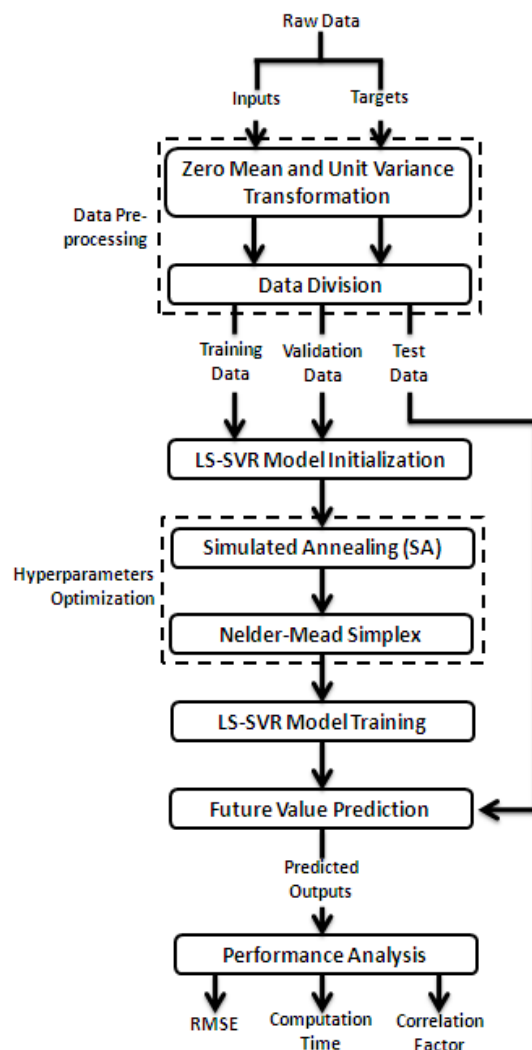 Raw Data
Inputs
Targets
Zero Mean and Unit Variance
Transformation
Data Pre-
processing
Data Division
Training
Data
Validation
Data
Test
Data
LS-SVR Model Initialization
Simulated Annealing (SA)
Hyperparameters
Optimization
Nelder-Mead Simplex
LS-SVR Model Training
Future Value Prediction
Predicted
Outputs
Performance Analysis
RMSE
Computation
Time
Correlation
Factor